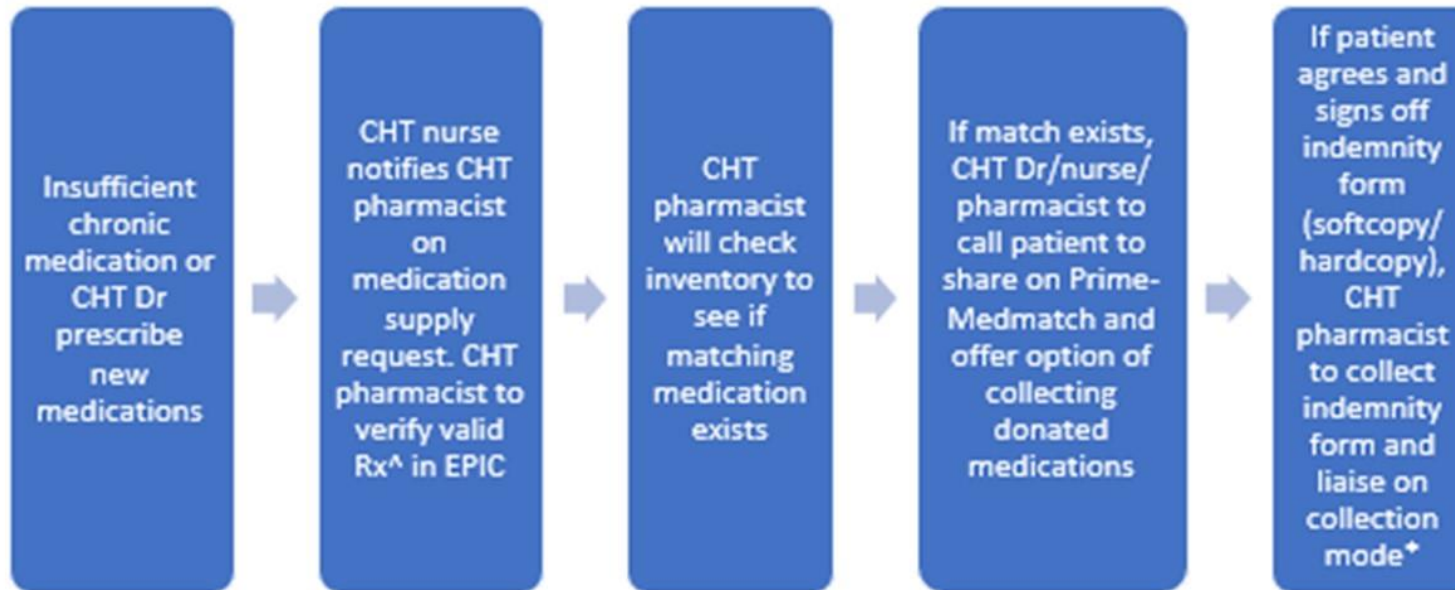 Insufficient
chronic
medication or
CHT Dr
prescribe
new
medications
CHT nurse
notifies CHT
pharmacist
on
medication
supply
request. CHT
pharmacist to
verify valid
Rx^ in EPIC
CHT
pharmacist
will check
inventory to
see if
matching
medication
exists
If match exists,
CHT Dr/nurse/
pharmacist to
call patient to
share on Prime-
Medmatch and
offer option of
collecting
donated
medications
If patient
agrees and
signs off
indemnity
form
(softcopy/
hardcopy),
CHT
pharmacist
to collect
indemnity
form and
liaise on
collection
mode*